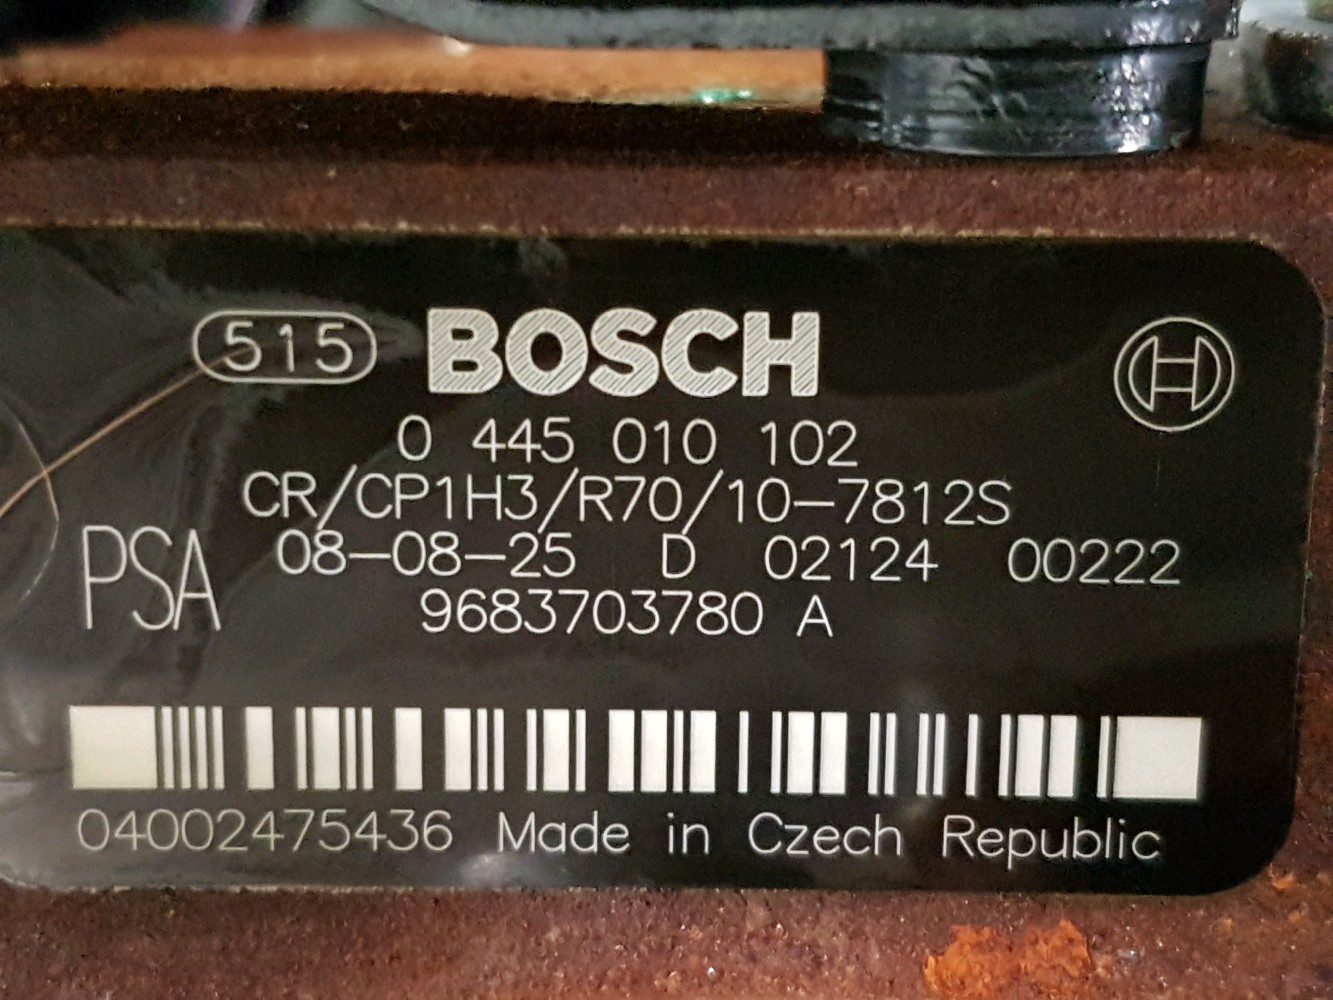 515 BOSCH
0 445 010 102
CR/CP1H3/R70/10-7812S
PSA 08-08-25 D 02124 00222
9683703780 A
04002475436 Made in Czech Republic